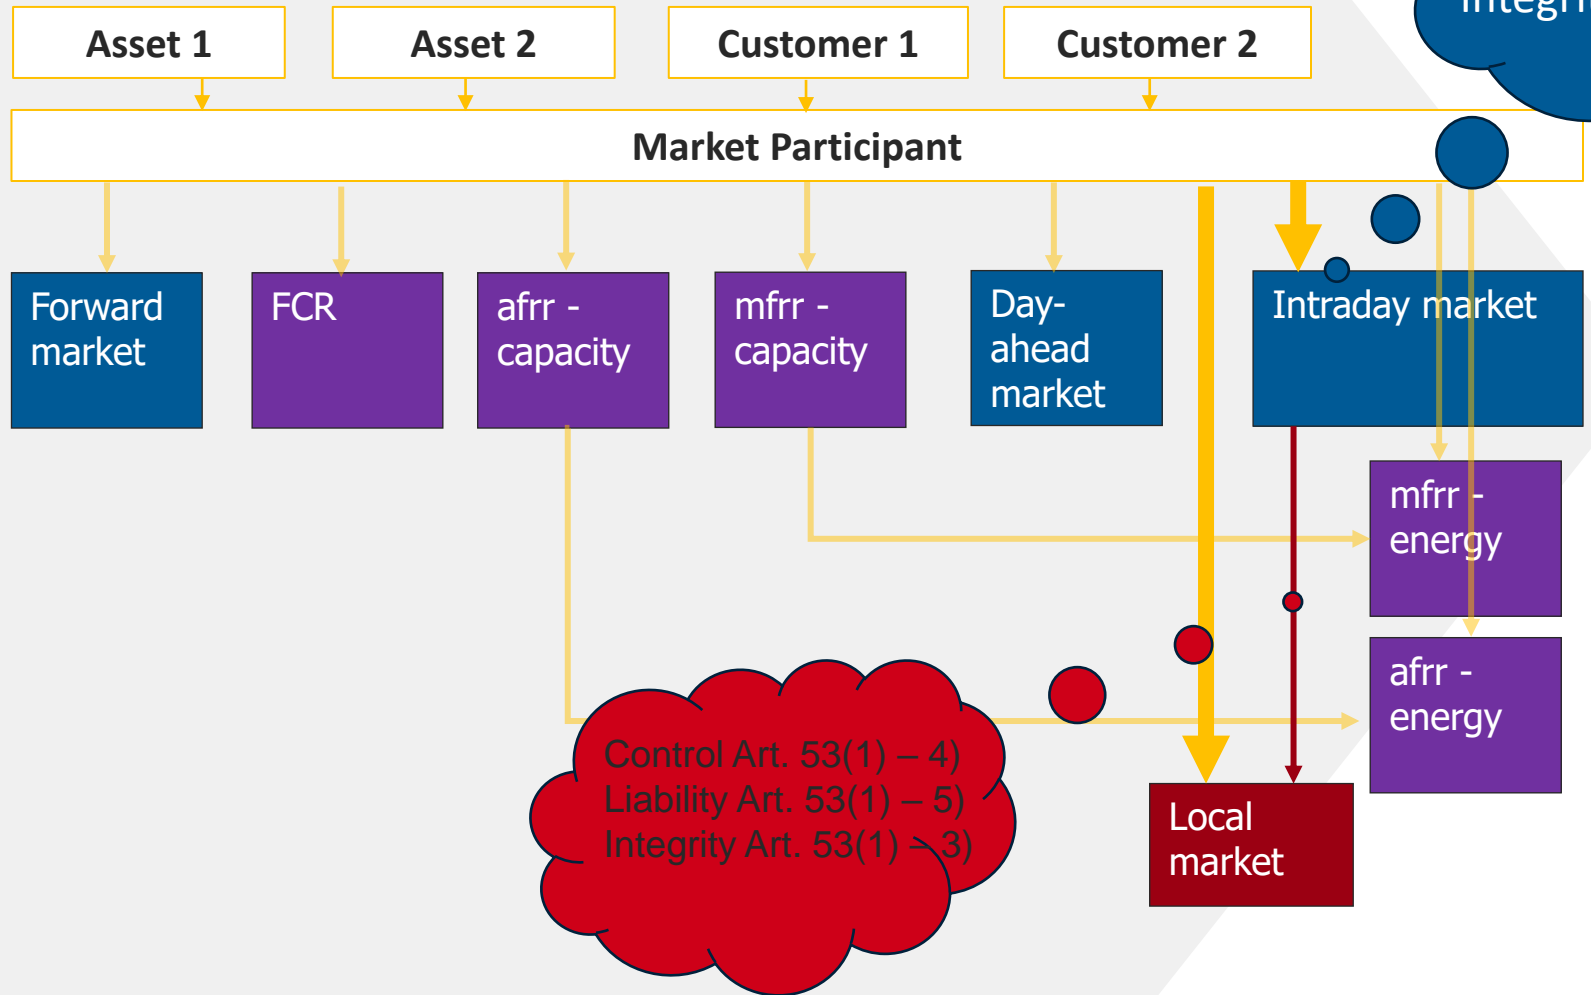 Asset 1
Asset 2
Customer 1
Customer 2
Market Participant
Forward
market
FCR
afrr -
capacity
mfrr -
capacity
Day-
ahead
market
Intraday market
mfrr -
energy
afrr -
energy
Control Art. 53(1) – 4)
Liability Art. 53(1) – 5)
Integrity Art. 53(1) – 3)
Local
market